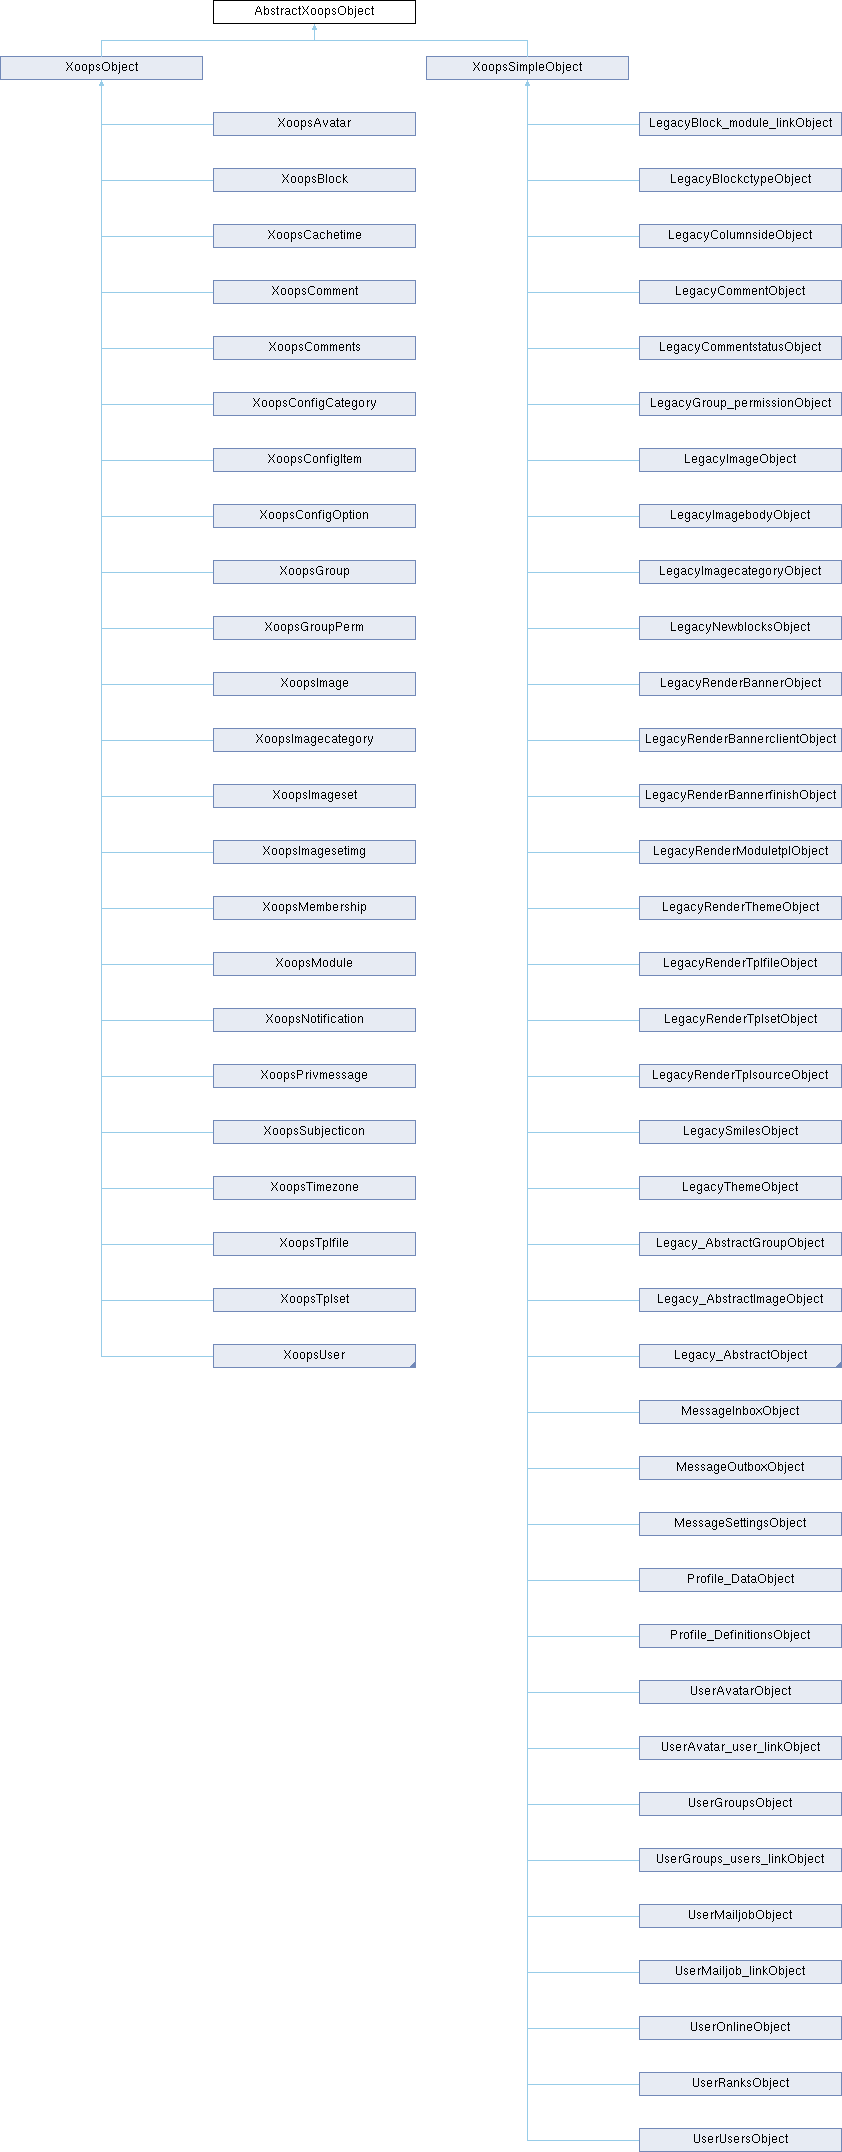 AbstractXoopsObject
XoopsObject
XoopsSimpleObject
XoopsAvatar
LegacyBlock_module_linkObject
XoopsBlock
LegacyBlockctypeObject
XoopsCachetime
LegacyColumnsideObject
XoopsComment
LegacyCommentObject
XoopsComments
LegacyCommentstatusObject
XoopsConfigCategory
LegacyGroup_permissionObject
XoopsConfigItem
LegacyImageObject
XoopsConfigOption
LegacyImagebodyObject
XoopsGroup
LegacyImagecategoryObject
XoopsGroupPerm
LegacyNewblocksObject
XoopsImage
LegacyRenderBannerObject
XoopsImagecategory
LegacyRenderBannerclientObject
XoopsImageset
LegacyRenderBannerfinishObject
XoopsImagesetimg
LegacyRenderModuletplObject
XoopsMembership
LegacyRenderThemeObject
XoopsModule
LegacyRenderTplfileObject
XoopsNotification
LegacyRenderTplsetObject
XoopsPrivmessage
LegacyRenderTplsourceObject
XoopsSubjecticon
LegacySmilesObject
XoopsTimezone
LegacyThemeObject
XoopsTplfile
Legacy_AbstractGroupObject
XoopsTplset
Legacy_AbstractImageObject
XoopsUser
Legacy_AbstractObject
MessageInboxObject
MessageOutboxObject
MessageSettingsObject
Profile_DataObject
Profile_DefinitionsObject
UserAvatarObject
UserAvatar_user_linkObject
UserGroupsObject
UserGroups_users_linkObject
UserMailjobObject
UserMailjob_linkObject
UserOnlineObject
UserRanksObject
UserUsersObject